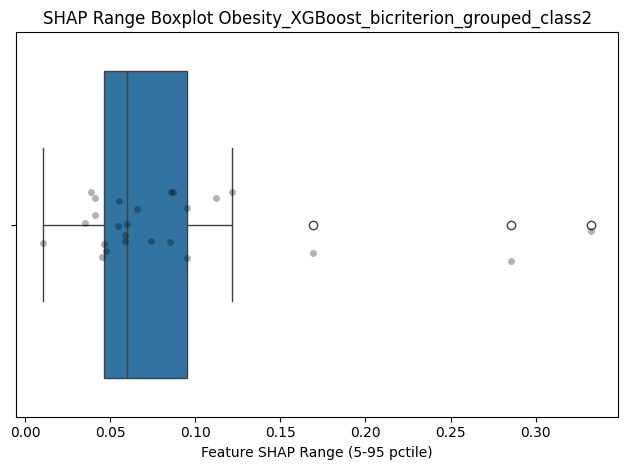 SHAP Range Boxplot Obesity_XGBoost_bicriterion_grouped_class2
0.00 0.05 0.10 0.15 0.20 0.25 0.30
Feature SHAP Range (5-95 pctile)